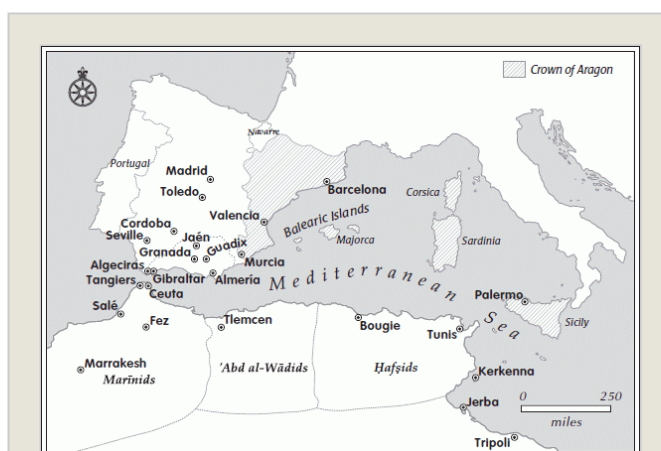 Crown of Aragon
Navarre
Portugal
Madrid
Toledo
Barcelona
Corsica
Valencia
Balearic Islands
Cordoba
Seville
Jaén
Majorca
Sardinia
Granada
Guadix
Murcia
Algeciras
Gibraltar
Almería
Mediterranean Sea
Tangiers
Ceuta
Palermo
Salé
Fez
Tlemcen
Bougie
Tunis
Sicily
Marrakesh
Marīnids
'Abd al-Wādids
Ḥafṣids
Kerkenna
Jerba
0 250
miles
Tripoli